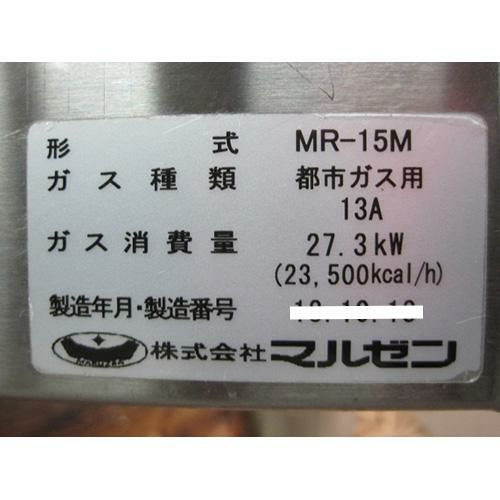 形式 MR-15M
ガス種類 都市ガス用
13A
ガス消費量 27.3kW
(23,500kcal/h)
製造年月・製造番号
MARUZEN 株式会社 マルゼン